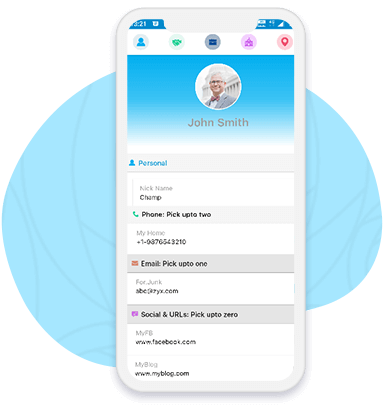 3:21
John Smith
Personal
Nick Name
Champ
Phone: Pick upto two
My Home
+1-9876543210
Email: Pick upto one
For Junk
abc@zyx.com
Social & URLs: Pick upto zero
MyFB
www.facebook.com
MyBlog
www.myblog.com